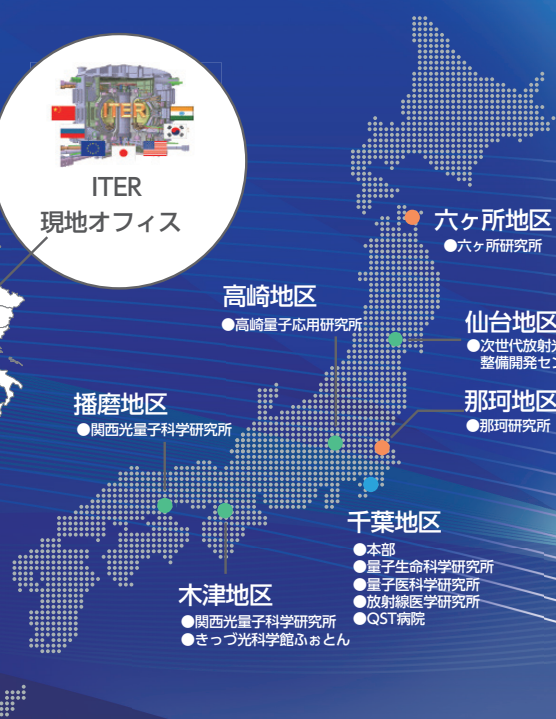 ITER
ITER
現地オフィス
六ヶ所地区
●六ヶ所研究所
高崎地区
●高崎量子応用研究所
仙台地区
●次世代放射光
整備開発セン
播磨地区
●関西光量子科学研究所
那珂地区
●那珂研究所
千葉地区
●本部
●量子生命科学研究所
●量子医科学研究所
●放射線医学研究所
●QST病院
木津地区
●関西光量子科学研究所
●きっづ光科学館ふぉとん